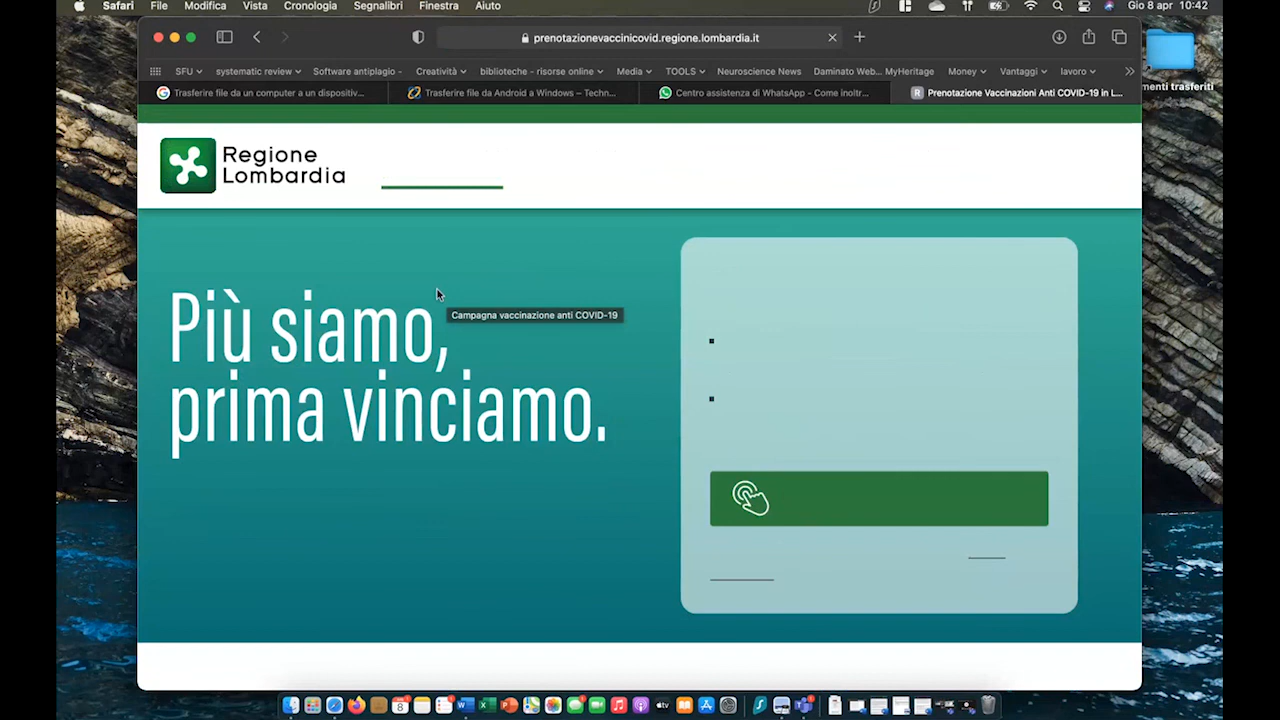 Safari File Modifica Vista Cronologia Segnalibri Finestra Aiuto Gio 8 apr 10:42
prenotazionevaccinicovid.regione.lombardia.it
SFU systematic review Software antiplagio - Creatività biblioteche - risorse online Media TOOLS Neuroscience News Daminato Web... MyHeritage Money Vantaggi lavoro
Trasferire file da un computer a un dispositiv... Trasferire file da Android a Windows – Techn... Centro assistenza di WhatsApp - Come inoltr... Prenotazione Vaccinazioni Anti COVID-19 in L...
menti trasferiti
Regione
Lombardia
Più siamo,
prima vinciamo.
Campagna vaccinazione anti COVID-19